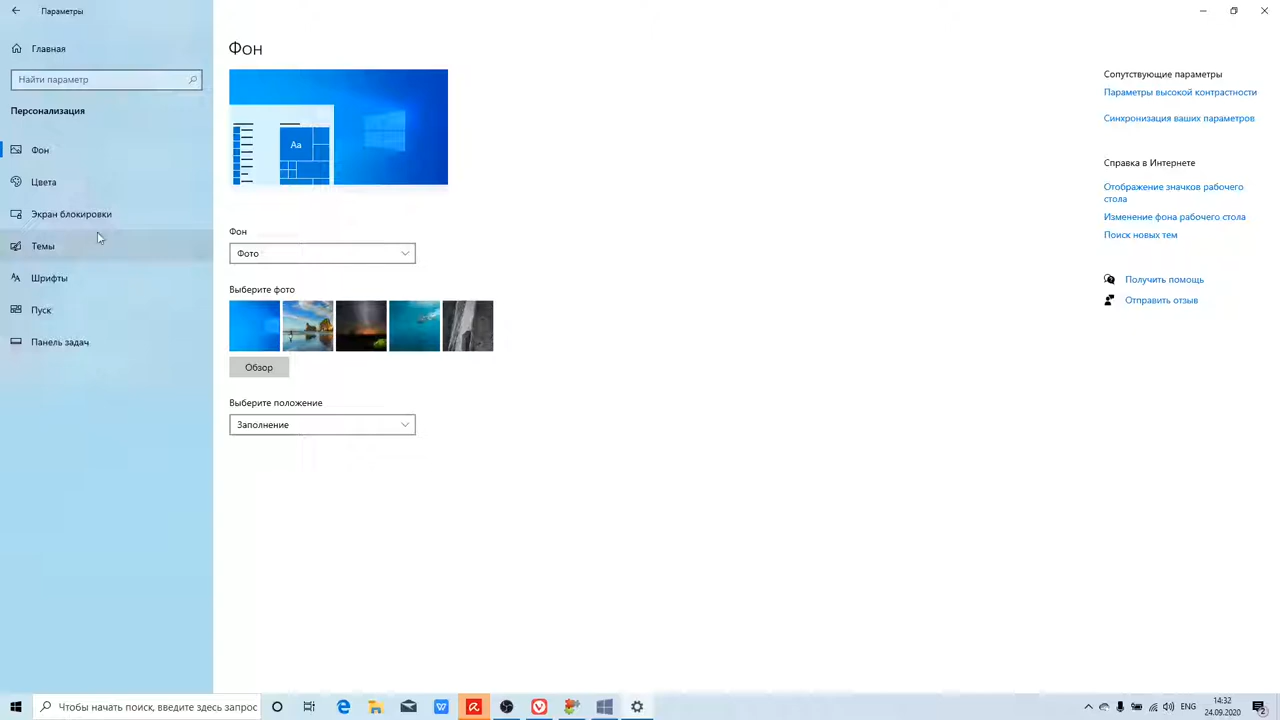 Параметры
Главная
Найти параметр
Персонализация
Фон
Цвета
Экран блокировки
Темы
Шрифты
Пуск
Панель задач
Фон
Aa
Фон
Фото
Выберите фото
Обзор
Выберите положение
Заполнение
Сопутствующие параметры
Параметры высокой контрастности
Синхронизация ваших параметров
Справка в Интернете
Отображение значков рабочего
стола
Изменение фона рабочего стола
Поиск новых тем
Получить помощь
Отправить отзыв
Чтобы начать поиск, введите здесь запрос
ENG
14:32
24.09.2020